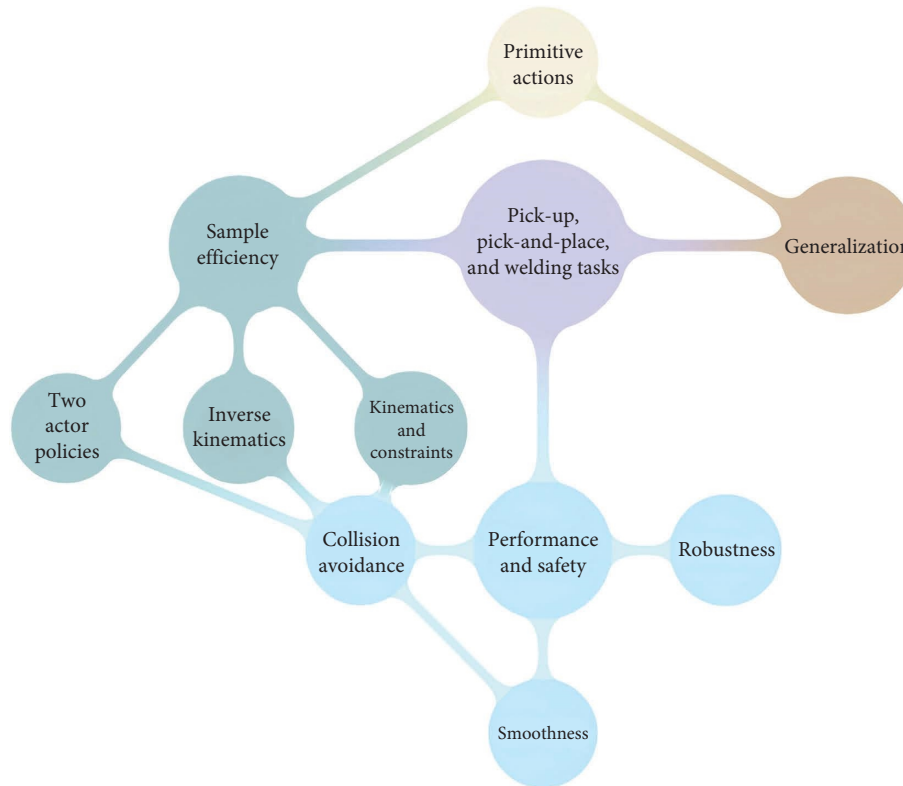 Primitive
actions
Sample
efficiency
Pick-up,
pick-and-place,
and welding tasks
Generalization
Two
actor
policies
Inverse
kinematics
Kinematics
and
constraints
Collision
avoidance
Performance
and safety
Robustness
Smoothness